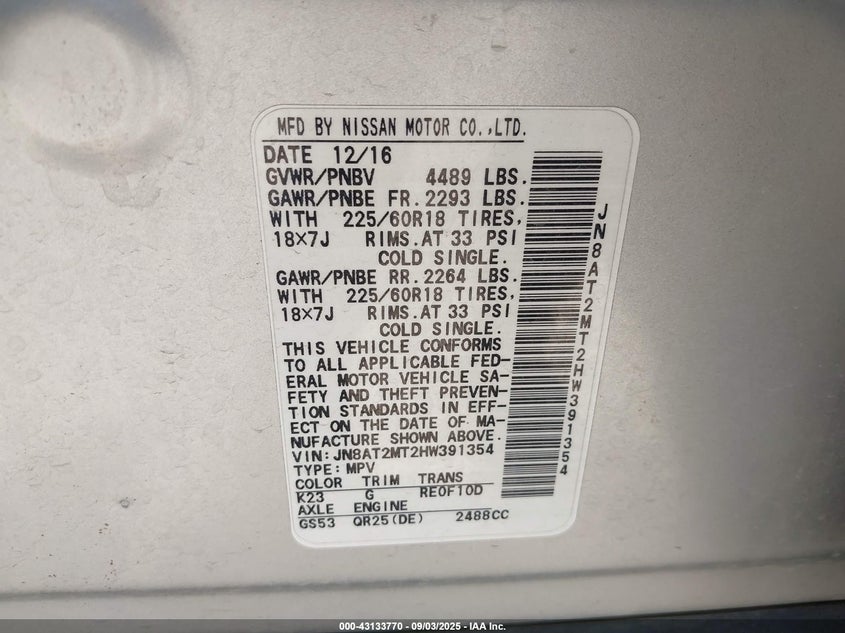 MFD BY NISSAN MOTOR CO.,LTD.
DATE 12/16
GVWR/PNBV 4489 LBS.
GAWR/PNBE FR. 2293 LBS.
WITH 225/60R18 TIRES,
18×7J RIMS. AT 33 PSI
COLD SINGLE.
GAWR/PNBE RR. 2264 LBS.
WITH 225/60R18 TIRES,
18×7J RIMS. AT 33 PSI
COLD SINGLE.
THIS VEHICLE CONFORMS
TO ALL APPLICABLE FED-
ERAL MOTOR VEHICLE SA-
FETY AND THEFT PREVEN-
TION STANDARDS IN EFF-
ECT ON THE DATE OF MA-
NUFACTURE SHOWN ABOVE.
VIN: JN8AT2MT2HW391354
TYPE: MPV
COLOR TRIM TRANS
K23 G RE0F10D
AXLE ENGINE
GS53 QR25(DE) 2488CC
JN8AT2MT2HW391354
000-43133770 - 09/03/2025 - IAA Inc.